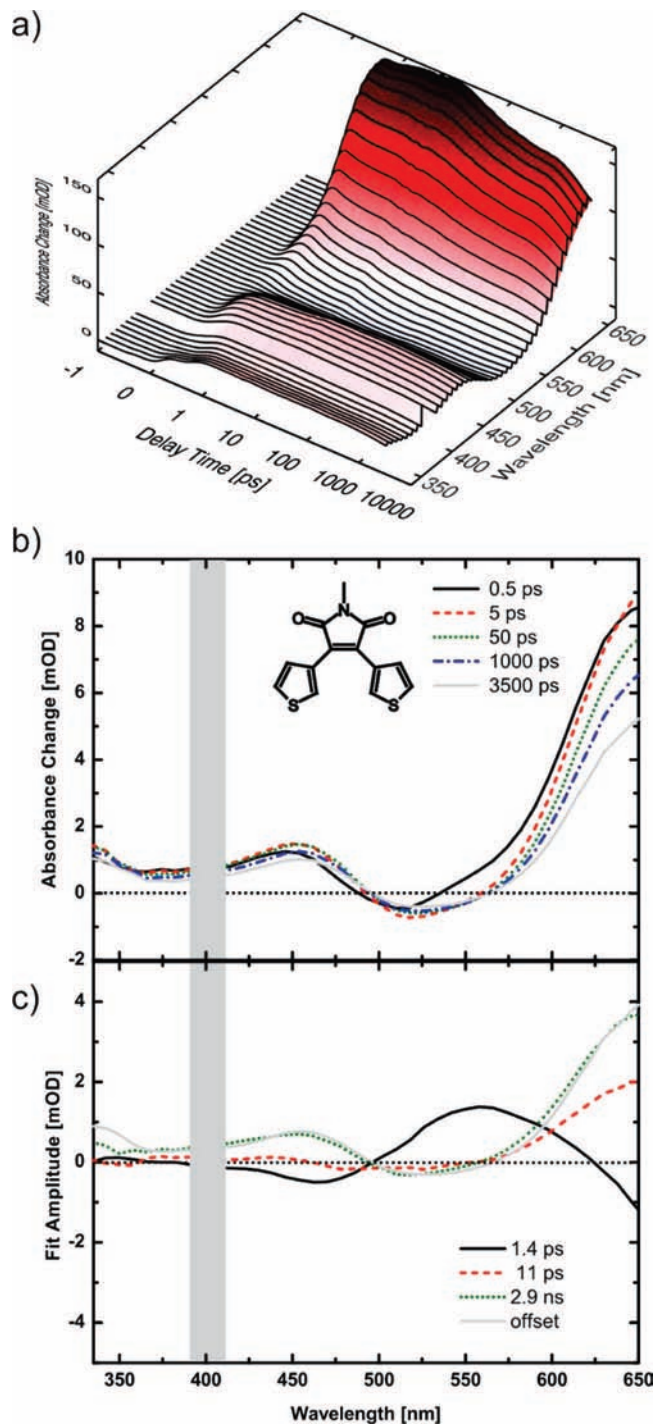 a)
Absorbance Change [mOD]
150
100
50
0
-1
0
1
10
100
1000
10000
Delay Time [ps]
350
400
450
500
550
600
650
Wavelength [nm]
b)
10
8
6
4
2
0
-2
Absorbance Change [mOD]
N
O
O
S
S
0.5 ps
5 ps
50 ps
1000 ps
3500 ps
c)
4
2
0
-2
-4
Fit Amplitude [mOD]
1.4 ps
11 ps
2.9 ns
offset
350 400 450 500 550 600 650
Wavelength [nm]